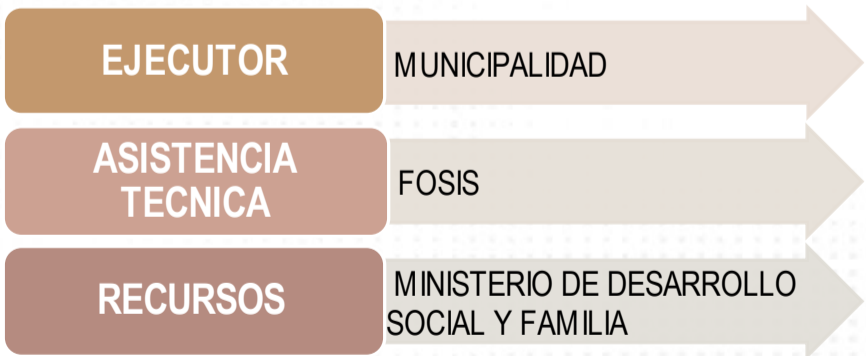 EJECUTOR
MUNICIPALIDAD
ASISTENCIA
TECNICA
FOSIS
RECURSOS
MINISTERIO DE DESARROLLO
SOCIAL Y FAMILIA